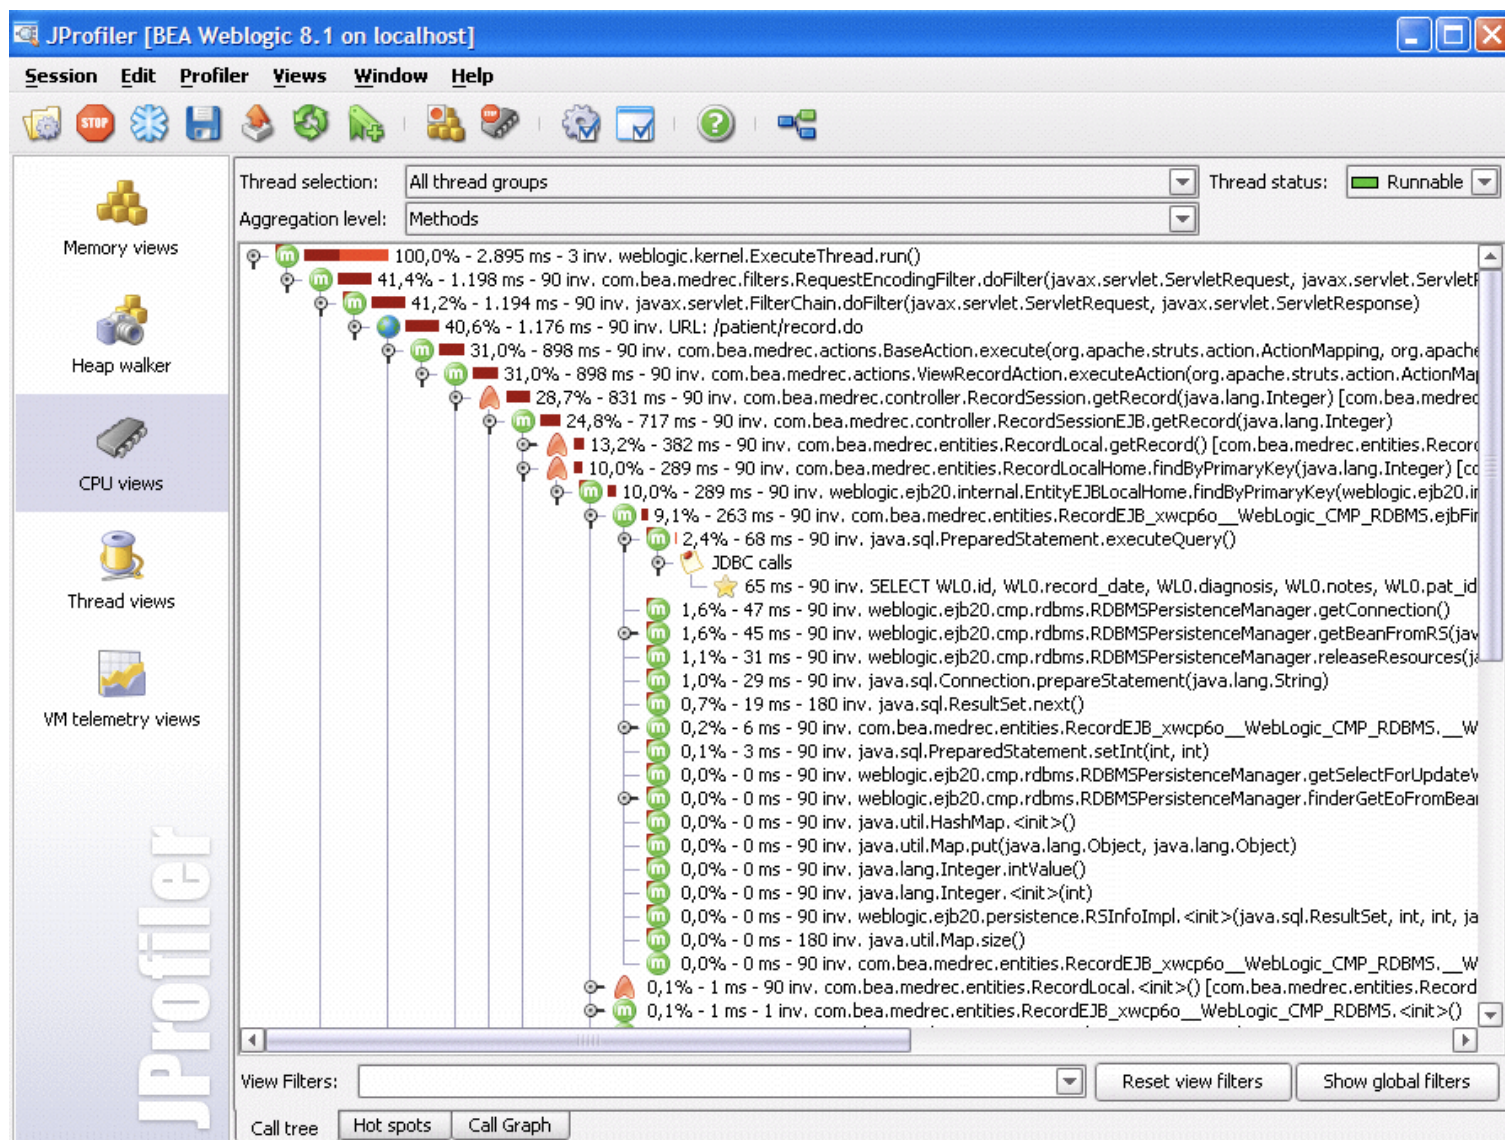 JProfiler [BEA Weblogic 8.1 on localhost]
Session Edit Profiler Views Window Help
STOP
STOP
Thread selection: All thread groups Thread status: Runnable
Aggregation level: Methods
Memory views
Heap walker
CPU views
Thread views
VM telemetry views
JProfiler
100,0% - 2.895 ms - 3 inv. weblogic.kernel.ExecuteThread.run()
41,4% - 1.198 ms - 90 inv. com.bea.medrec.filters.RequestEncodingFilter.doFilter(javax.servlet.ServletRequest, javax.servlet.Servlet
41,2% - 1.194 ms - 90 inv. javax.servlet.FilterChain.doFilter(javax.servlet.ServletRequest, javax.servlet.ServletResponse)
40,6% - 1.176 ms - 90 inv. URL: /patient/record.do
31,0% - 898 ms - 90 inv. com.bea.medrec.actions.BaseAction.execute(org.apache.struts.action.ActionMapping, org.apache
31,0% - 898 ms - 90 inv. com.bea.medrec.actions.ViewRecordAction.executeAction(org.apache.struts.action.ActionMap
28,7% - 831 ms - 90 inv. com.bea.medrec.controller.RecordSession.getRecord(java.lang.Integer) [com.bea.medrec
24,8% - 717 ms - 90 inv. com.bea.medrec.controller.RecordSessionEJB.getRecord(java.lang.Integer)
13,2% - 382 ms - 90 inv. com.bea.medrec.entities.RecordLocal.getRecord() [com.bea.medrec.entities.Record
10,0% - 289 ms - 90 inv. com.bea.medrec.entities.RecordLocalHome.findByPrimaryKey(java.lang.Integer) [co
10,0% - 289 ms - 90 inv. weblogic.ejb20.internal.EntityEJBLocalHome.findByPrimaryKey(weblogic.ejb20.in
9,1% - 263 ms - 90 inv. com.bea.medrec.entities.RecordEJB_xwcp6o__WebLogic_CMP_RDBMS.ejbFin
2,4% - 68 ms - 90 inv. java.sql.PreparedStatement.executeQuery()
JDBC calls
65 ms - 90 inv. SELECT WL0.id, WL0.record_date, WL0.diagnosis, WL0.notes, WL0.pat_id
1,6% - 47 ms - 90 inv. weblogic.ejb20.cmp.rdbms.RDBMSPersistenceManager.getConnection()
1,6% - 45 ms - 90 inv. weblogic.ejb20.cmp.rdbms.RDBMSPersistenceManager.getBeanFromRS(jav
1,1% - 31 ms - 90 inv. weblogic.ejb20.cmp.rdbms.RDBMSPersistenceManager.releaseResources(ja
1,0% - 29 ms - 90 inv. java.sql.Connection.prepareStatement(java.lang.String)
0,7% - 19 ms - 180 inv. java.sql.ResultSet.next()
0,2% - 6 ms - 90 inv. com.bea.medrec.entities.RecordEJB_xwcp6o__WebLogic_CMP_RDBMS.__W
0,1% - 3 ms - 90 inv. java.sql.PreparedStatement.setInt(int, int)
0,0% - 0 ms - 90 inv. weblogic.ejb20.cmp.rdbms.RDBMSPersistenceManager.getSelectForUpdateV
0,0% - 0 ms - 90 inv. weblogic.ejb20.cmp.rdbms.RDBMSPersistenceManager.finderGetEoFromBea
0,0% - 0 ms - 90 inv. java.util.HashMap.<init>()
0,0% - 0 ms - 90 inv. java.util.Map.put(java.lang.Object, java.lang.Object)
0,0% - 0 ms - 90 inv. java.lang.Integer.intValue()
0,0% - 0 ms - 90 inv. java.lang.Integer.<init>(int)
0,0% - 0 ms - 90 inv. weblogic.ejb20.persistence.RSInfoImpl.<init>(java.sql.ResultSet, int, int, ja
0,0% - 0 ms - 180 inv. java.util.Map.size()
0,0% - 0 ms - 90 inv. com.bea.medrec.entities.RecordEJB_xwcp6o__WebLogic_CMP_RDBMS.__W
0,1% - 1 ms - 90 inv. com.bea.medrec.entities.RecordLocal.<init>() [com.bea.medrec.entities.Record
0,1% - 1 ms - 1 inv. com.bea.medrec.entities.RecordEJB_xwcp6o__WebLogic_CMP_RDBMS.<init>()
View Filters: Reset view filters Show global filters
Call tree Hot spots Call Graph